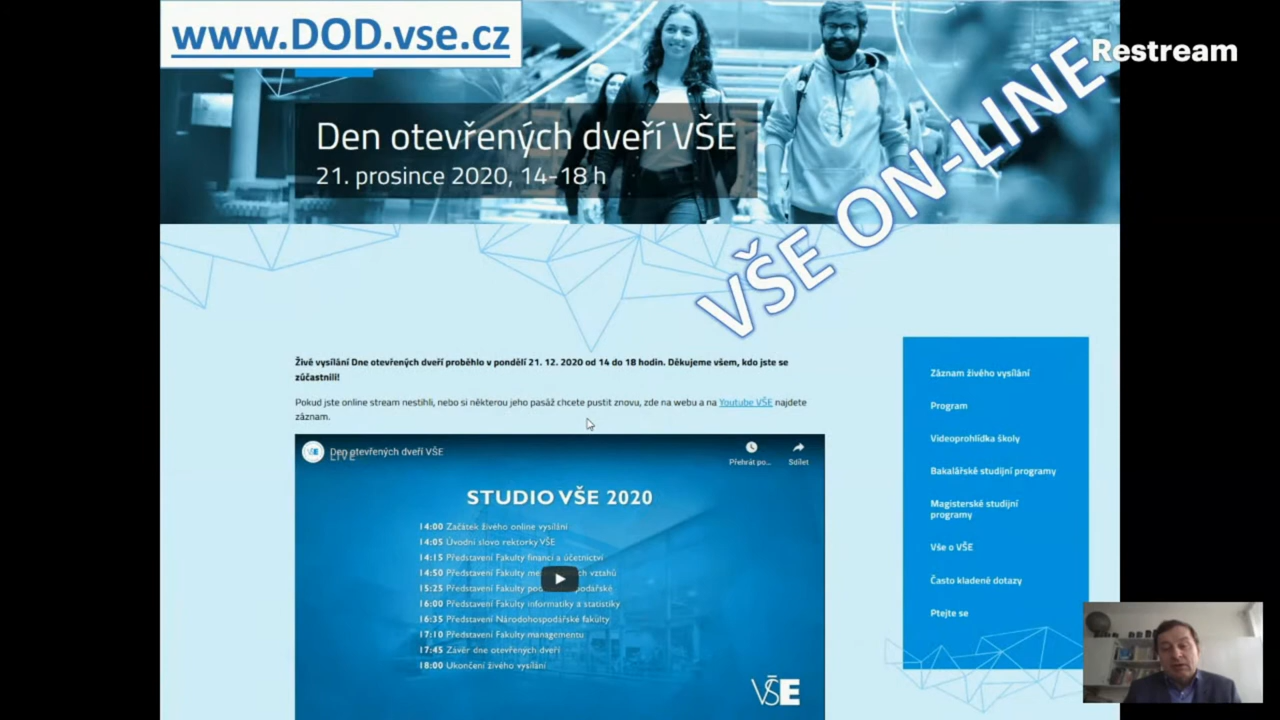 www.DOD.vse.cz
Restream
Den otevřených dveří VŠE
21. prosince 2020, 14-18 h
VŠE ON-LINE
Živé vysílání Dne otevřených dveří proběhlo v pondělí 21. 12. 2020 od 14 do 18 hodin. Děkujeme všem, kdo jste se
zúčastnili!
Pokud jste online stream nestihli, nebo si některou jeho pasáž chcete pustit znovu, zde na webu a na Youtube VŠE najdete
záznam.
Den otevřených dveří VŠE
LIVE
Přehrát po...
Sdílet
STUDIO VŠE 2020
14:00 Začátek živého online vysílání
14:05 Úvodní slovo rektorky VŠE
14:15 Představení Fakulty financí a účetnictví
14:50 Představení Fakulty vztahů
15:25 Představení Fakulty
16:00 Představení Fakulty informatiky a statistiky
16:35 Představení Národohospodářské fakulty
17:10 Představení Fakulty managementu
17:45 Závěr dne otevřených dveří
18:00 Ukončení živého vysílání
VŠE
Záznam živého vysílání
Program
Videoprohlídka školy
Bakalářské studijní programy
Magisterské studijní
programy
Vše o VŠE
Často kladené dotazy
Ptejte se